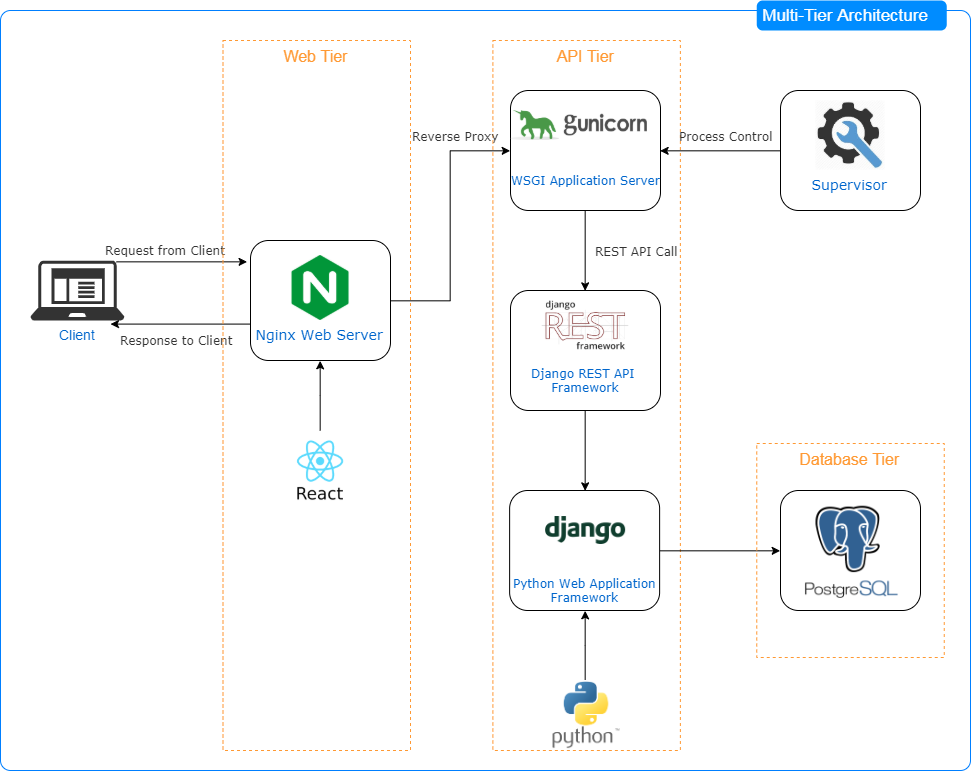 Multi-Tier Architecture
Web Tier
API Tier
gunicorn
WSGI Application Server
Reverse Proxy
Process Control
Supervisor
Request from Client
Response to Client
Client
Nginx Web Server
REST API Call
django
REST
framework
Django REST API
Framework
React
Database Tier
django
Python Web Application
Framework
PostgreSQL
python™